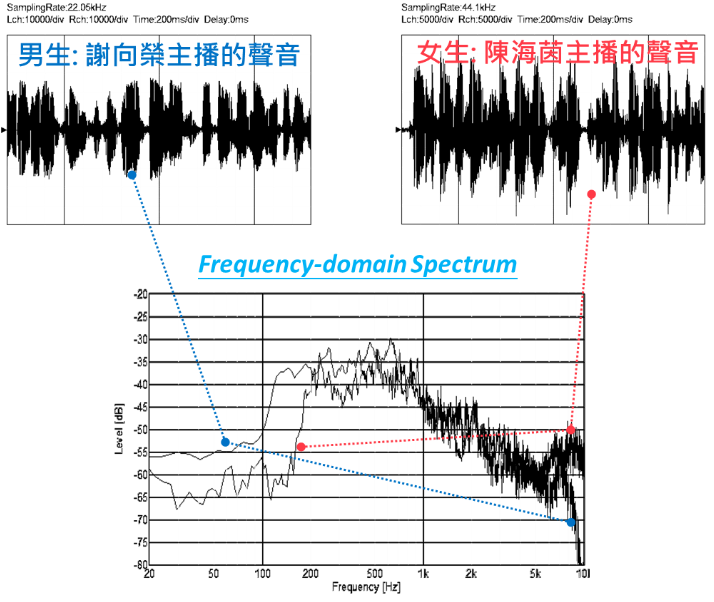 SamplingRate:22.05kHz
Lch:10000/div Rch:10000/div Time:200ms/div Delay:0ms
男生: 謝向榮主播的聲音
SamplingRate:44.1kHz
Lch:5000/div Rch:5000/div Time:200ms/div Delay:0ms
女生: 陳海茵主播的聲音
Frequency-domain Spectrum
-20
-25
-30
-35
-40
-45
-50
-55
-60
-65
-70
-75
-80
Level [dB]
20 50 100 200 500 1k 2k 5k 10
Frequency [Hz]